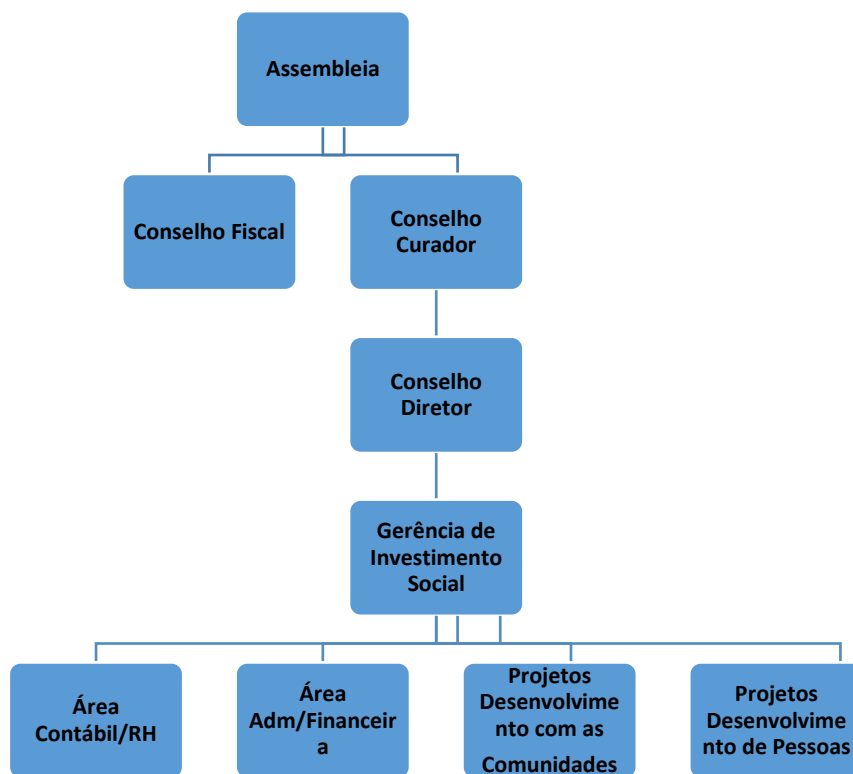 Assembleia
Conselho Fiscal
Conselho
Curador
Conselho
Diretor
Gerência de
Investimento
Social
Área
Contábil/RH
Área
Adm/Financeir
a
Projetos
Desenvolvime
nto com as
Comunidades
Projetos
Desenvolvime
nto de Pessoas